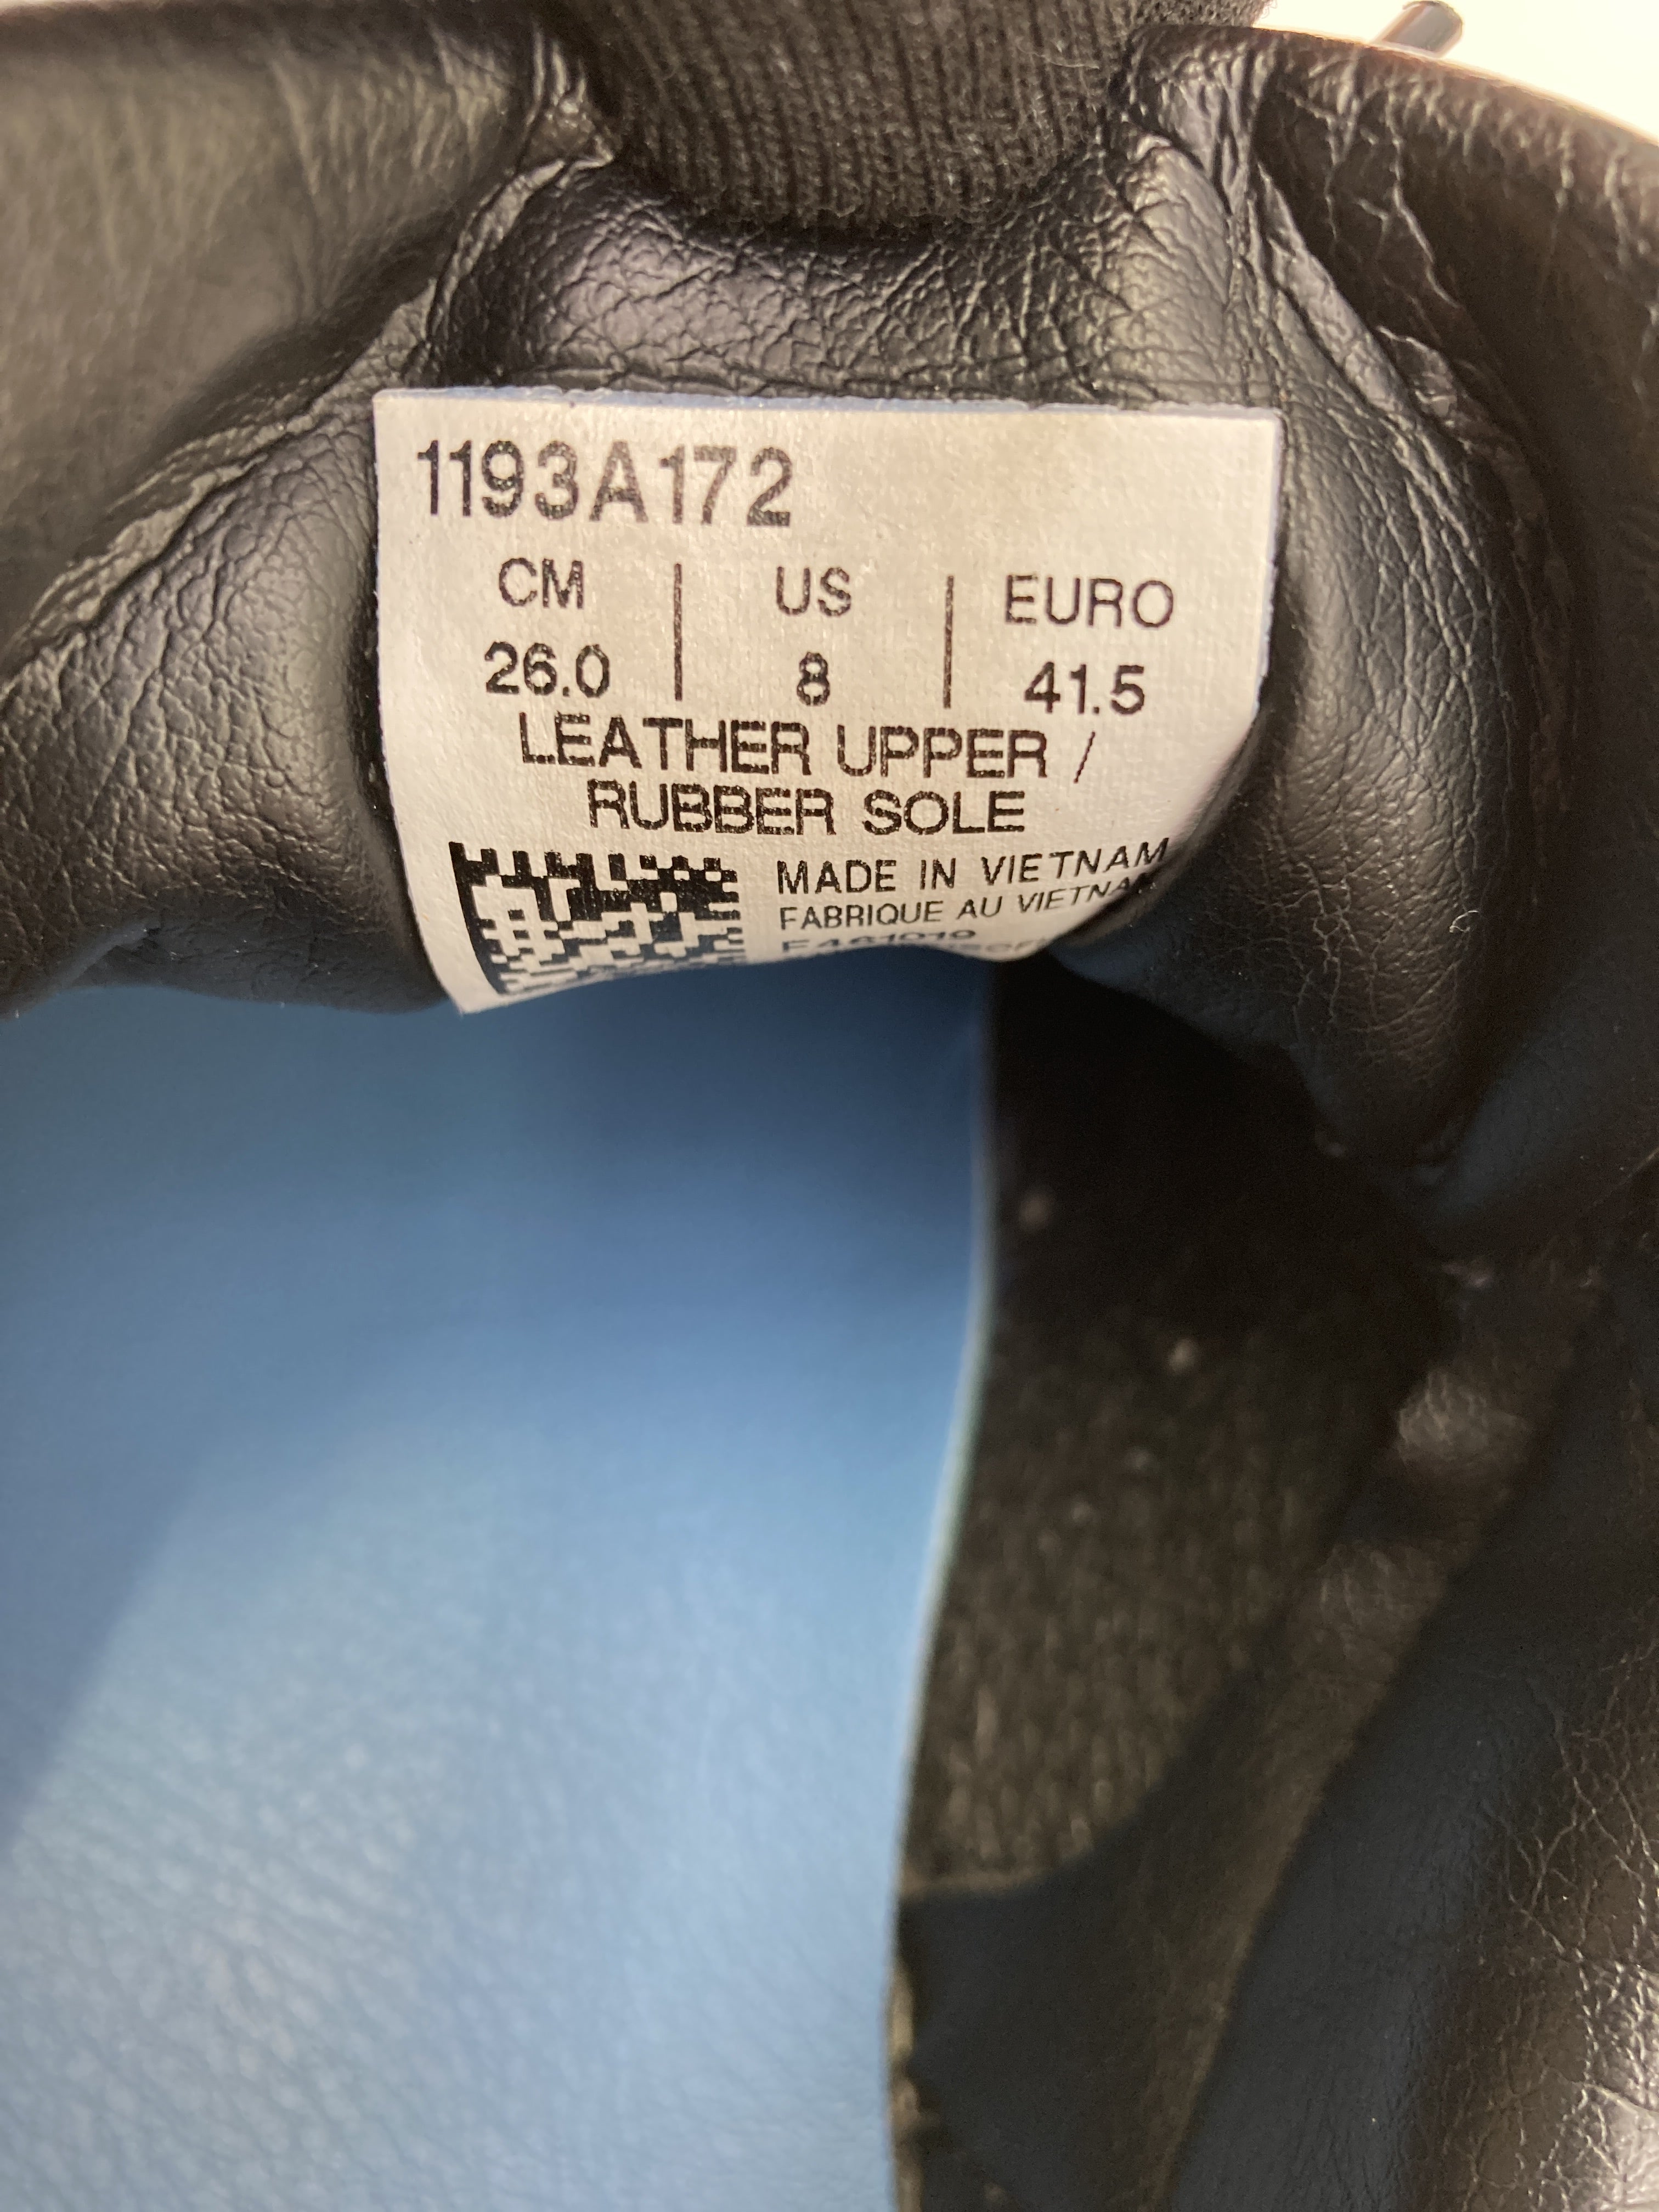 1193A172
CM | US | EURO
26.0 | 8 | 41.5
LEATHER UPPER /
RUBBER SOLE
MADE IN VIETNAM
FABRIQUE AU VIETNAM